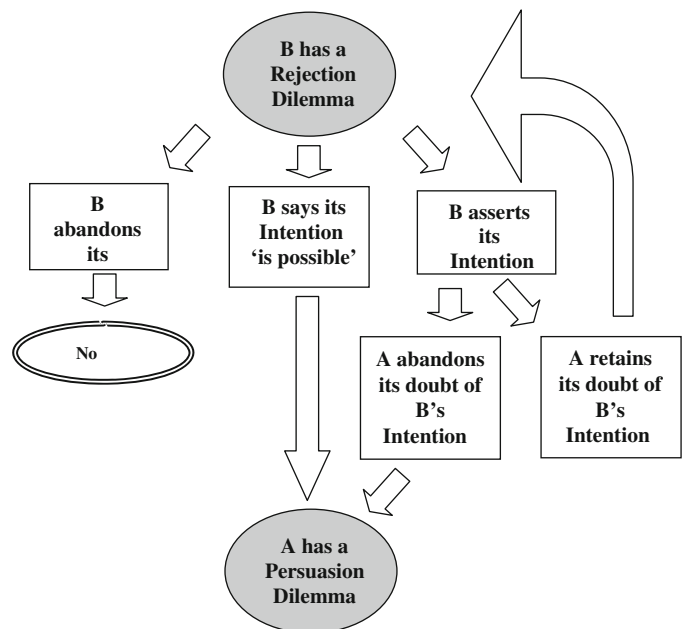 B has a
Rejection
Dilemma
B
abandons
its
B says its
Intention
‘is possible’
B asserts
its
Intention
No
A abandons
its doubt of
B’s
Intention
A retains
its doubt of
B’s
Intention
A has a
Persuasion
Dilemma